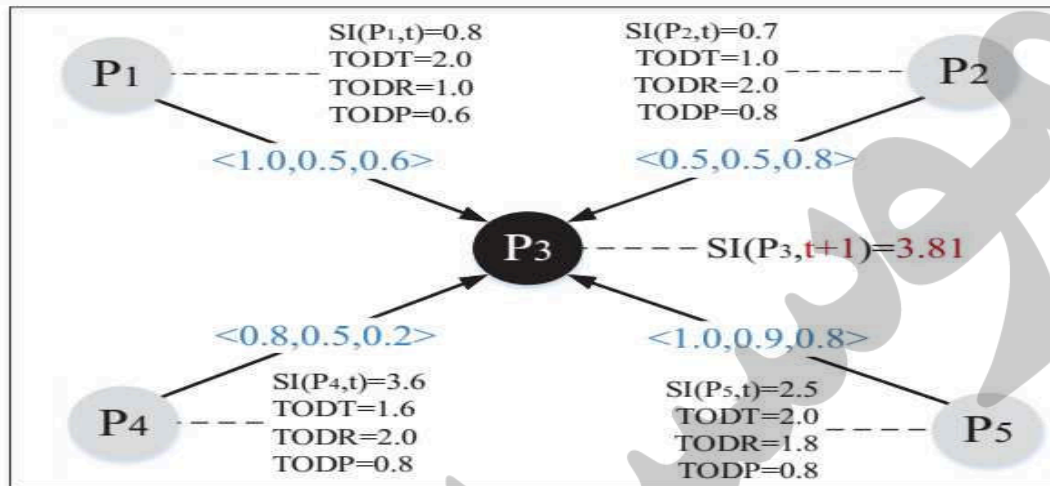 P1
SI(P1,t)=0.8
TODT=2.0
TODR=1.0
TODP=0.6
SI(P2,t)=0.7
TODT=1.0
TODR=2.0
TODP=0.8
P2
<1.0,0.5,0.6>
<0.5,0.5,0.8>
P3
SI(P3,t+1)=3.81
<0.8,0.5,0.2>
<1.0,0.9,0.8>
P4
SI(P4,t)=3.6
TODT=1.6
TODR=2.0
TODP=0.8
SI(P5,t)=2.5
TODT=2.0
TODR=1.8
TODP=0.8
P5